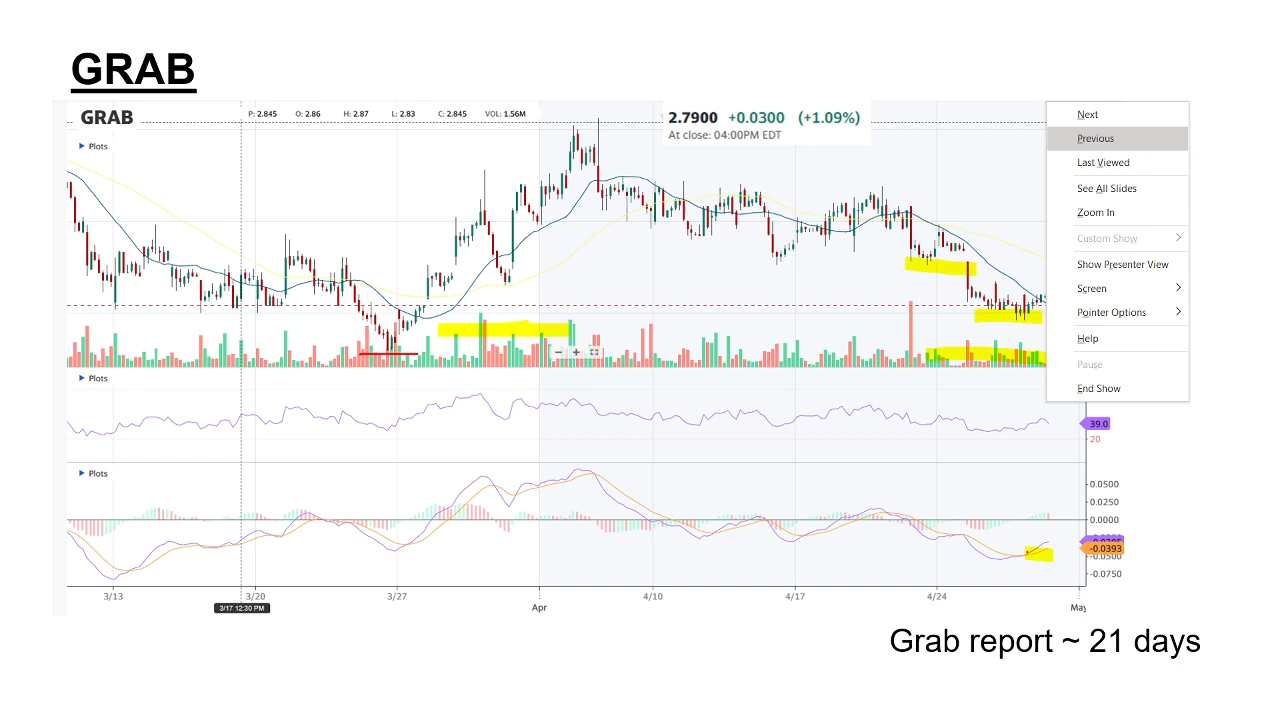 GRAB
GRAB
P: 2.845 O: 2.86 H: 2.87 L: 2.83 C: 2.845 VOL: 1.56M
2.7900 +0.0300 (+1.09%)
At close: 04:00PM EDT
Plots
Next
Previous
Last Viewed
See All Slides
Zoom In
Custom Show
Show Presenter View
Screen
Pointer Options
Help
Pause
End Show
Plots
39.0
20
Plots
0.0500
0.0250
0.0000
-0.0393
-0.0500
-0.0750
3/13 3/20 3/27 Apr 4/10 4/17 4/24 May
3/17 12:30 PM
Grab report ~ 21 days